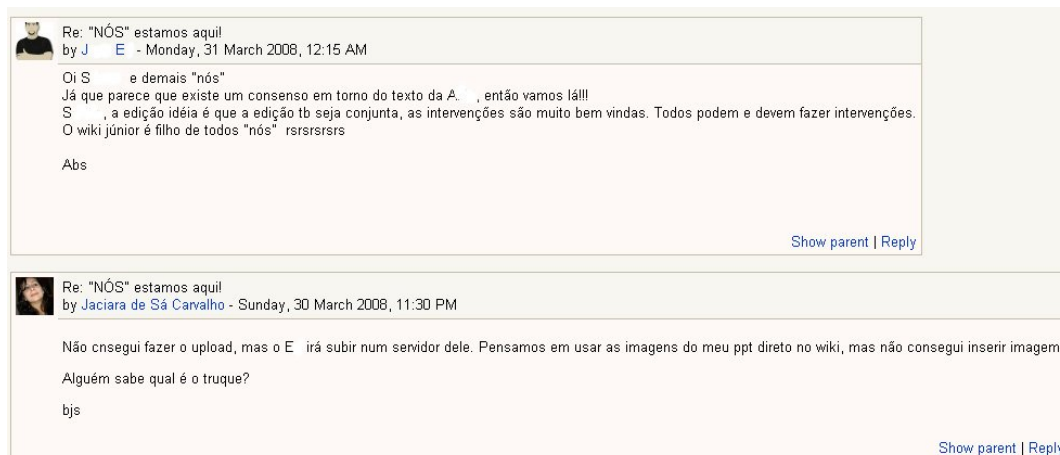 Re: "NÓS" estamos aqui!
by J E - Monday, 31 March 2008, 12:15 AM
Oi S e demais "nós"
Já que parece que existe um consenso em torno do texto da A. , então vamos lá!!!
S , a edição idéia é que a edição tb seja conjunta, as intervenções são muito bem vindas. Todos podem e devem fazer intervenções.
O wiki júnior é filho de todos "nós" rsrsrsrsrs
Abs
Show parent | Reply
Re: "NÓS" estamos aqui!
by Jaciara de Sá Carvalho - Sunday, 30 March 2008, 11:30 PM
Não cnsegui fazer o upload, mas o E irá subir num servidor dele. Pensamos em usar as imagens do meu ppt direto no wiki, mas não consegui inserir imagem
Alguém sabe qual é o truque?
bjs
Show parent | Reply